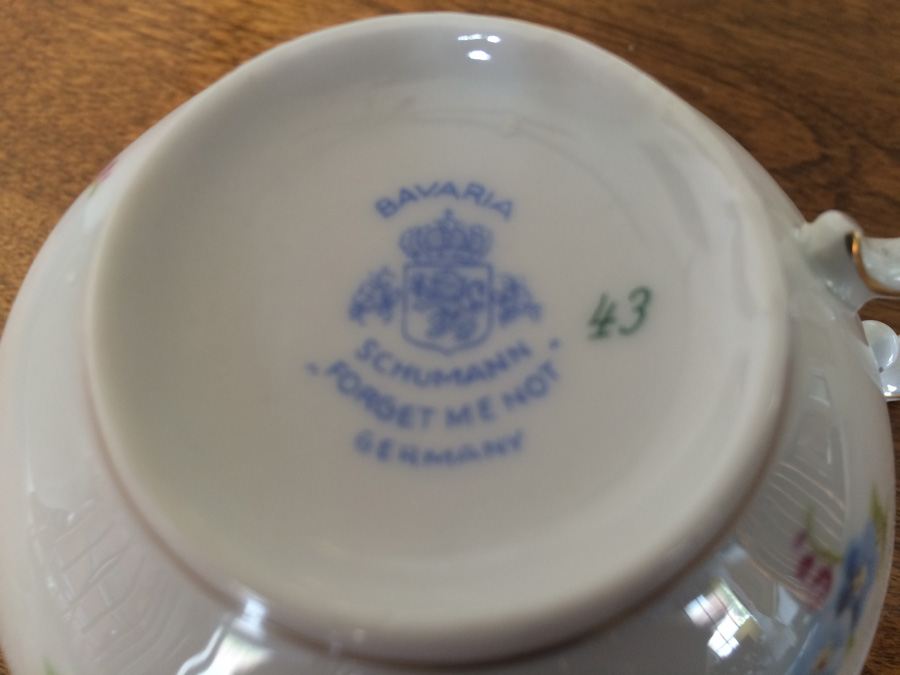 BAVARIA
SCHUMANN
"FORGET ME NOT"
GERMANY
43